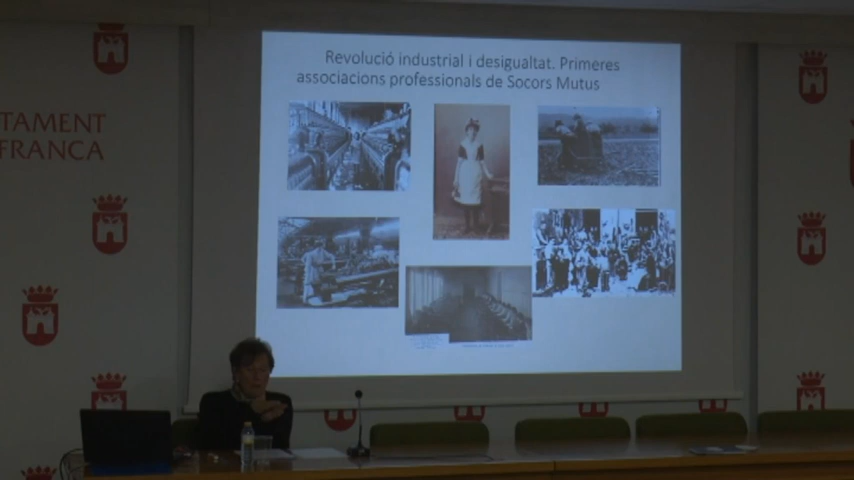 Revolució industrial i desigualtat. Primeres
associacions professionals de Socors Mutus
TAMENT
FRANCA